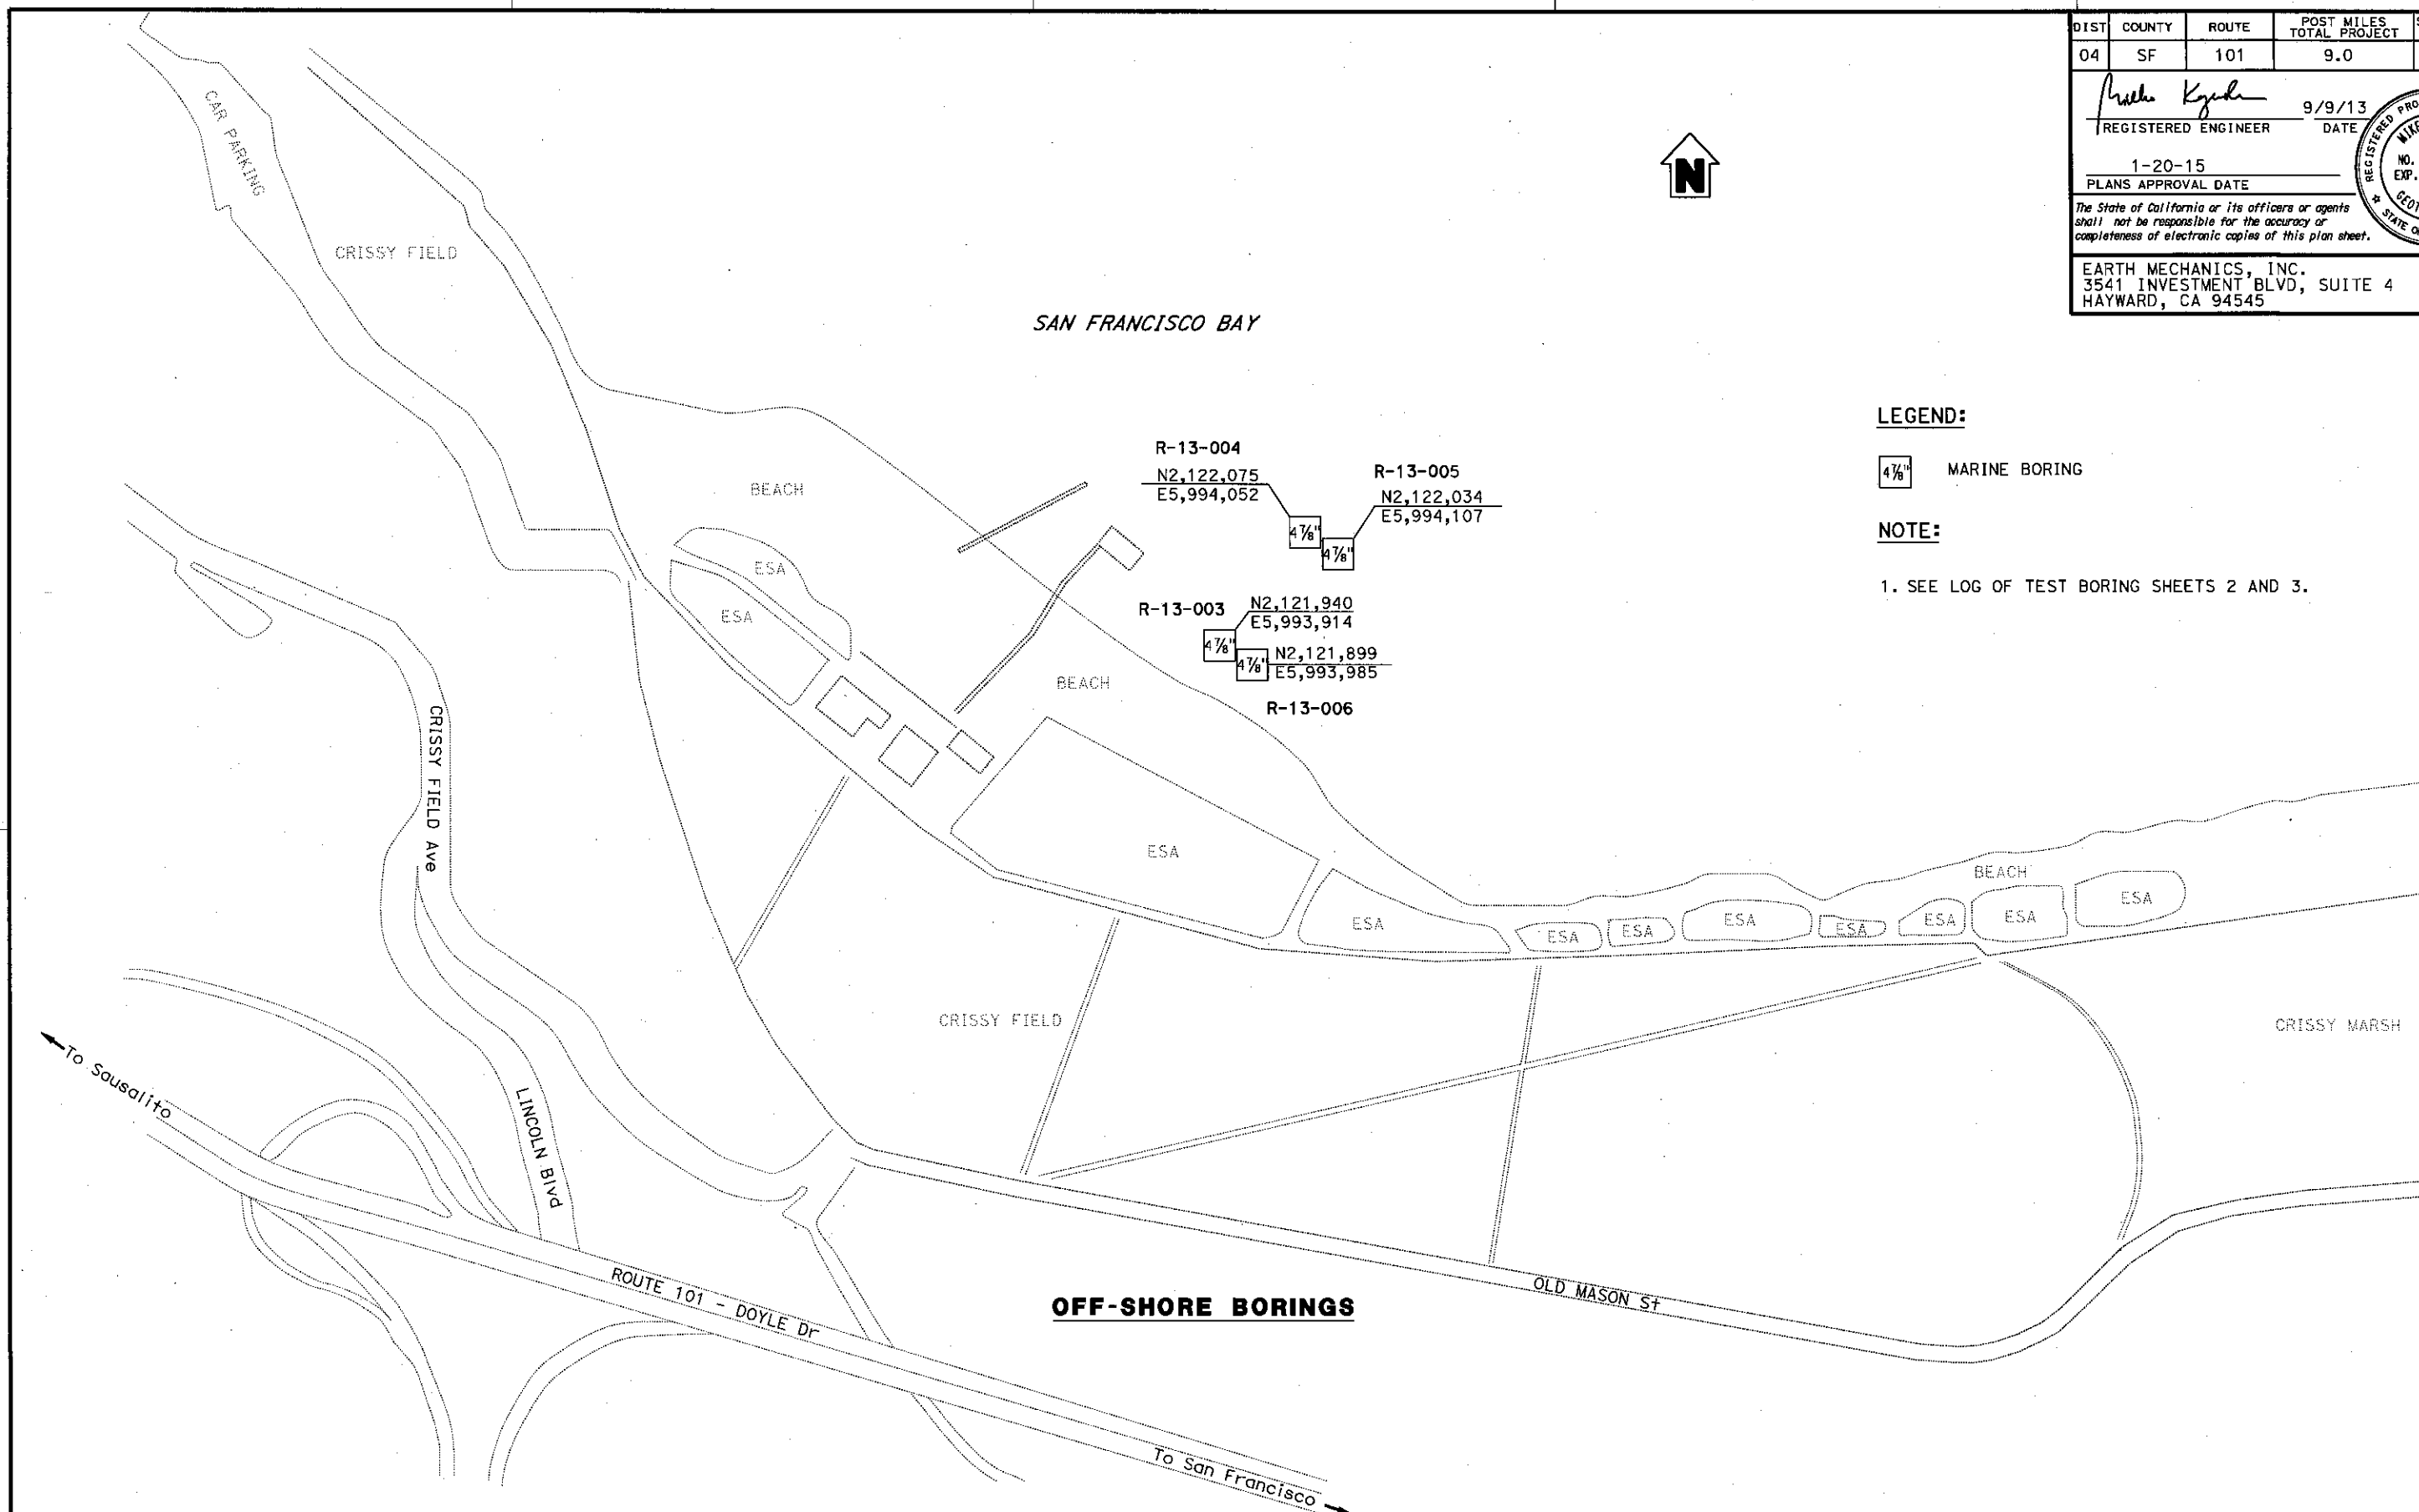 DIST COUNTY ROUTE POST MILES TOTAL PROJECT
04 SF 101 9.0
9/9/13
REGISTERED ENGINEER DATE
1-20-15
PLANS APPROVAL DATE
The State of California or its officers or agents
shall not be responsible for the accuracy or
completeness of electronic copies of this plan sheet.
REGISTERED
NO.
EXP.
EARTH MECHANICS, INC.
3541 INVESTMENT BLVD, SUITE 4
HAYWARD, CA 94545
N
CAR PARKING
CRISSY FIELD
SAN FRANCISCO BAY
LEGEND:
4⅞" MARINE BORING
NOTE:
1. SEE LOG OF TEST BORING SHEETS 2 AND 3.
R-13-004
N2,122,075
E5,994,052
R-13-005
N2,122,034
E5,994,107
4⅞"
4⅞"
BEACH
ESA
ESA
R-13-003
N2,121,940
E5,993,914
4⅞"
4⅞"
N2,121,899
E5,993,985
R-13-006
BEACH
CRISSY FIELD Ave
ESA
BEACH
ESA
ESA
ESA
ESA
ESA
ESA
ESA
ESA
CRISSY FIELD
CRISSY MARSH
To Sausalito
LINCOLN Blvd
ROUTE 101 - DOYLE Dr
OLD MASON St
OFF-SHORE BORINGS
To San Francisco